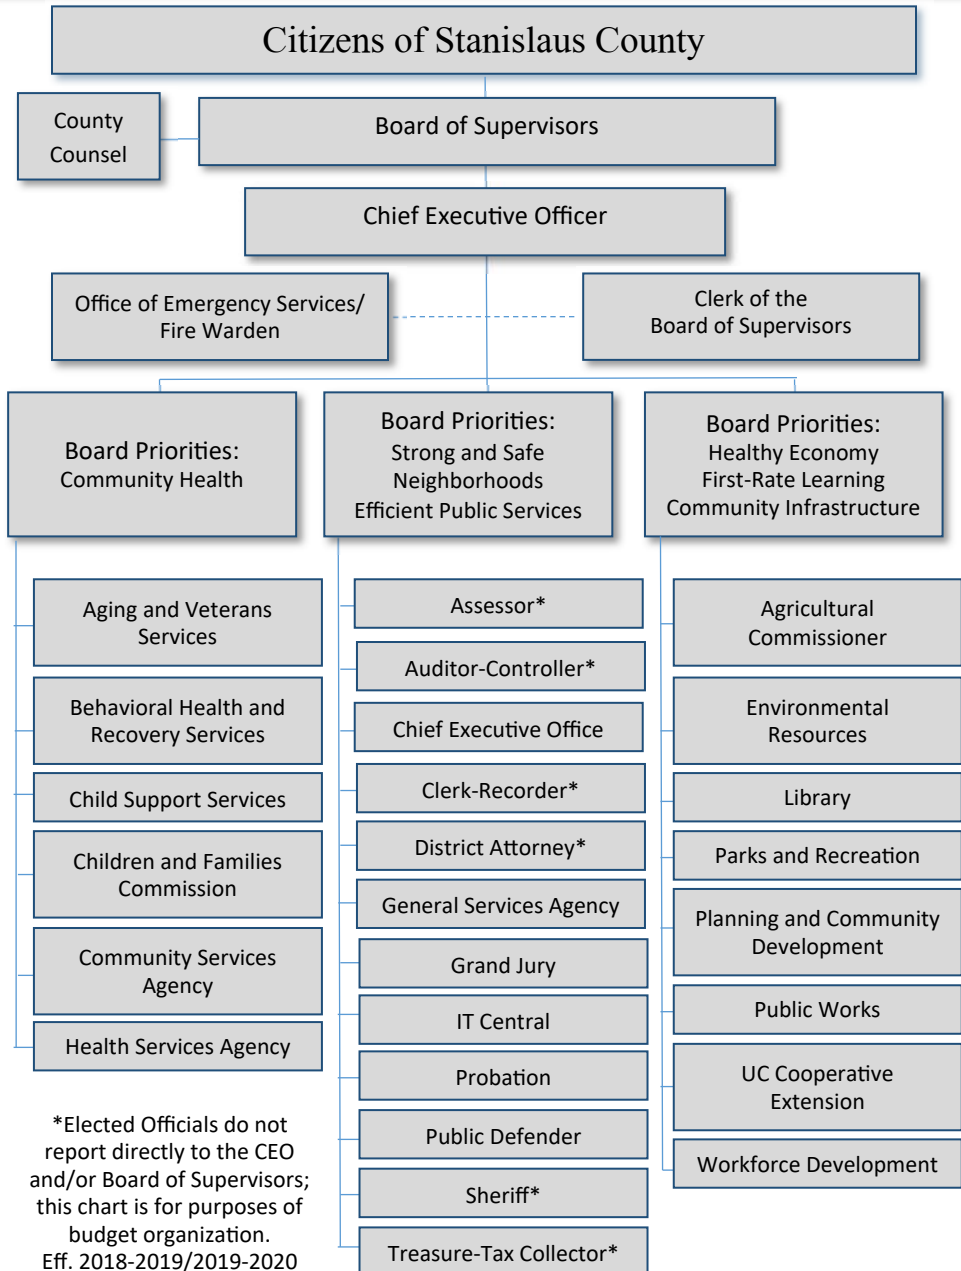 Citizens of Stanislaus County
County
Counsel
Board of Supervisors
Chief Executive Officer
Office of Emergency Services/
Fire Warden
Clerk of the
Board of Supervisors
Board Priorities:
Community Health
Board Priorities:
Strong and Safe
Neighborhoods
Efficient Public Services
Board Priorities:
Healthy Economy
First-Rate Learning
Community Infrastructure
Aging and Veterans
Services
Behavioral Health and
Recovery Services
Child Support Services
Children and Families
Commission
Community Services
Agency
Health Services Agency
Assessor*
Auditor-Controller*
Chief Executive Office
Clerk-Recorder*
District Attorney*
General Services Agency
Grand Jury
IT Central
Probation
Public Defender
Sheriff*
Treasure-Tax Collector*
Agricultural
Commissioner
Environmental
Resources
Library
Parks and Recreation
Planning and Community
Development
Public Works
UC Cooperative
Extension
Workforce Development
*Elected Officials do not
report directly to the CEO
and/or Board of Supervisors;
this chart is for purposes of
budget organization.
Eff. 2018-2019/2019-2020